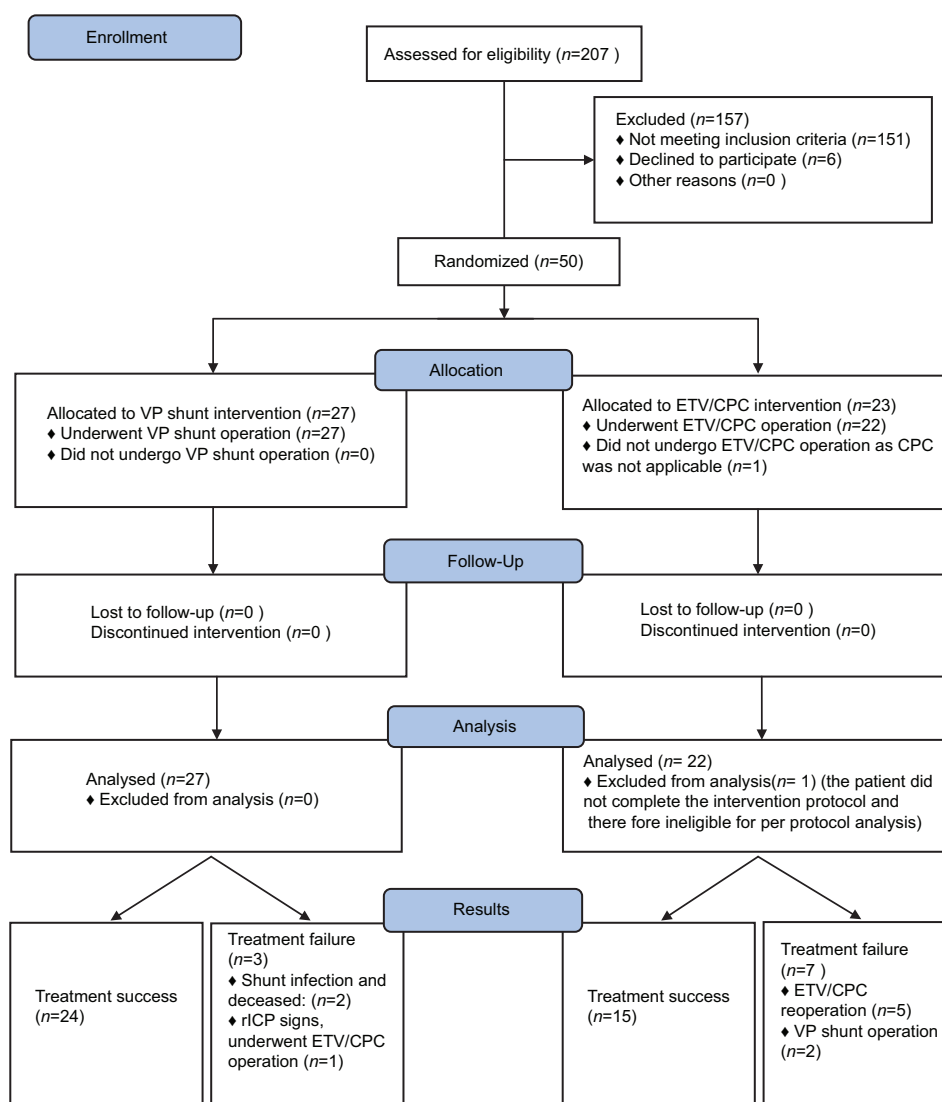 Enrollment
Assessed for eligibility (n=207 )
Excluded (n=157)
♦ Not meeting inclusion criteria (n=151)
♦ Declined to participate (n=6)
♦ Other reasons (n=0 )
Randomized (n=50)
Allocation
Allocated to VP shunt intervention (n=27)
♦ Underwent VP shunt operation (n=27)
♦ Did not undergo VP shunt operation (n=0)
Allocated to ETV/CPC intervention (n=23)
♦ Underwent ETV/CPC operation (n=22)
♦ Did not undergo ETV/CPC operation as CPC
was not applicable (n=1)
Follow-Up
Lost to follow-up (n=0 )
Discontinued intervention (n=0 )
Lost to follow-up (n=0 )
Discontinued intervention (n=0)
Analysis
Analysed (n=27)
♦ Excluded from analysis (n=0)
Analysed (n= 22)
♦ Excluded from analysis(n= 1) (the patient did
not complete the intervention protocol and
there fore ineligible for per protocol analysis)
Results
Treatment success
(n=24)
Treatment failure
(n=3)
♦ Shunt infection and
deceased: (n=2)
♦ rICP signs,
underwent ETV/CPC
operation (n=1)
Treatment success
(n=15)
Treatment failure
(n=7 )
♦ ETV/CPC
reoperation (n=5)
♦ VP shunt operation
(n=2)